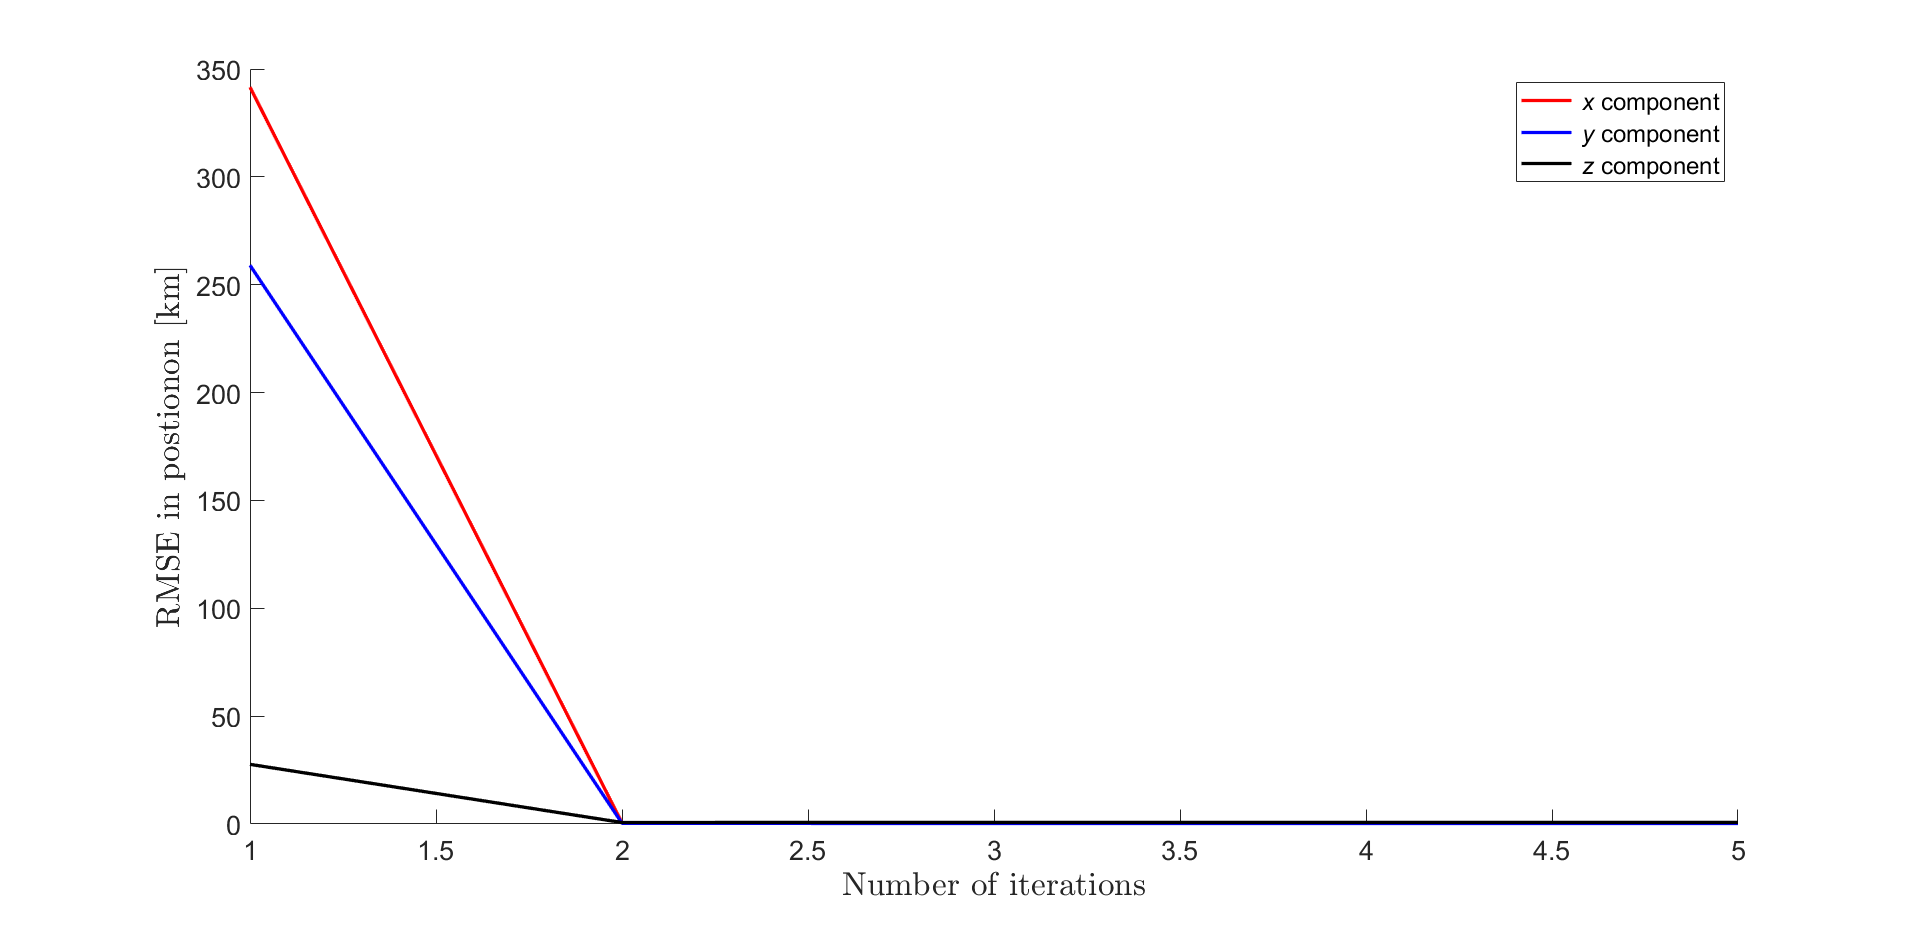 350
300
250
200
150
100
50
0
RMSE in postionon [km]
x component
y component
z component
1 1.5 2 2.5 3 3.5 4 4.5 5
Number of iterations